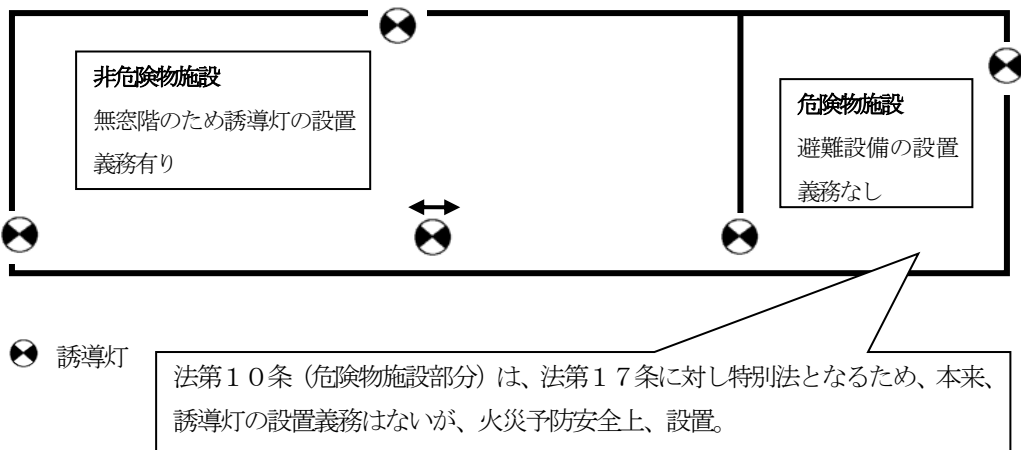 非危険物施設
無窓階のため誘導灯の設置
義務有り
危険物施設
避難設備の設置
義務なし
誘導灯
法第１０条（危険物施設部分）は、法第１７条に対し特別法となるため、本来、
誘導灯の設置義務はないが、火災予防安全上、設置。